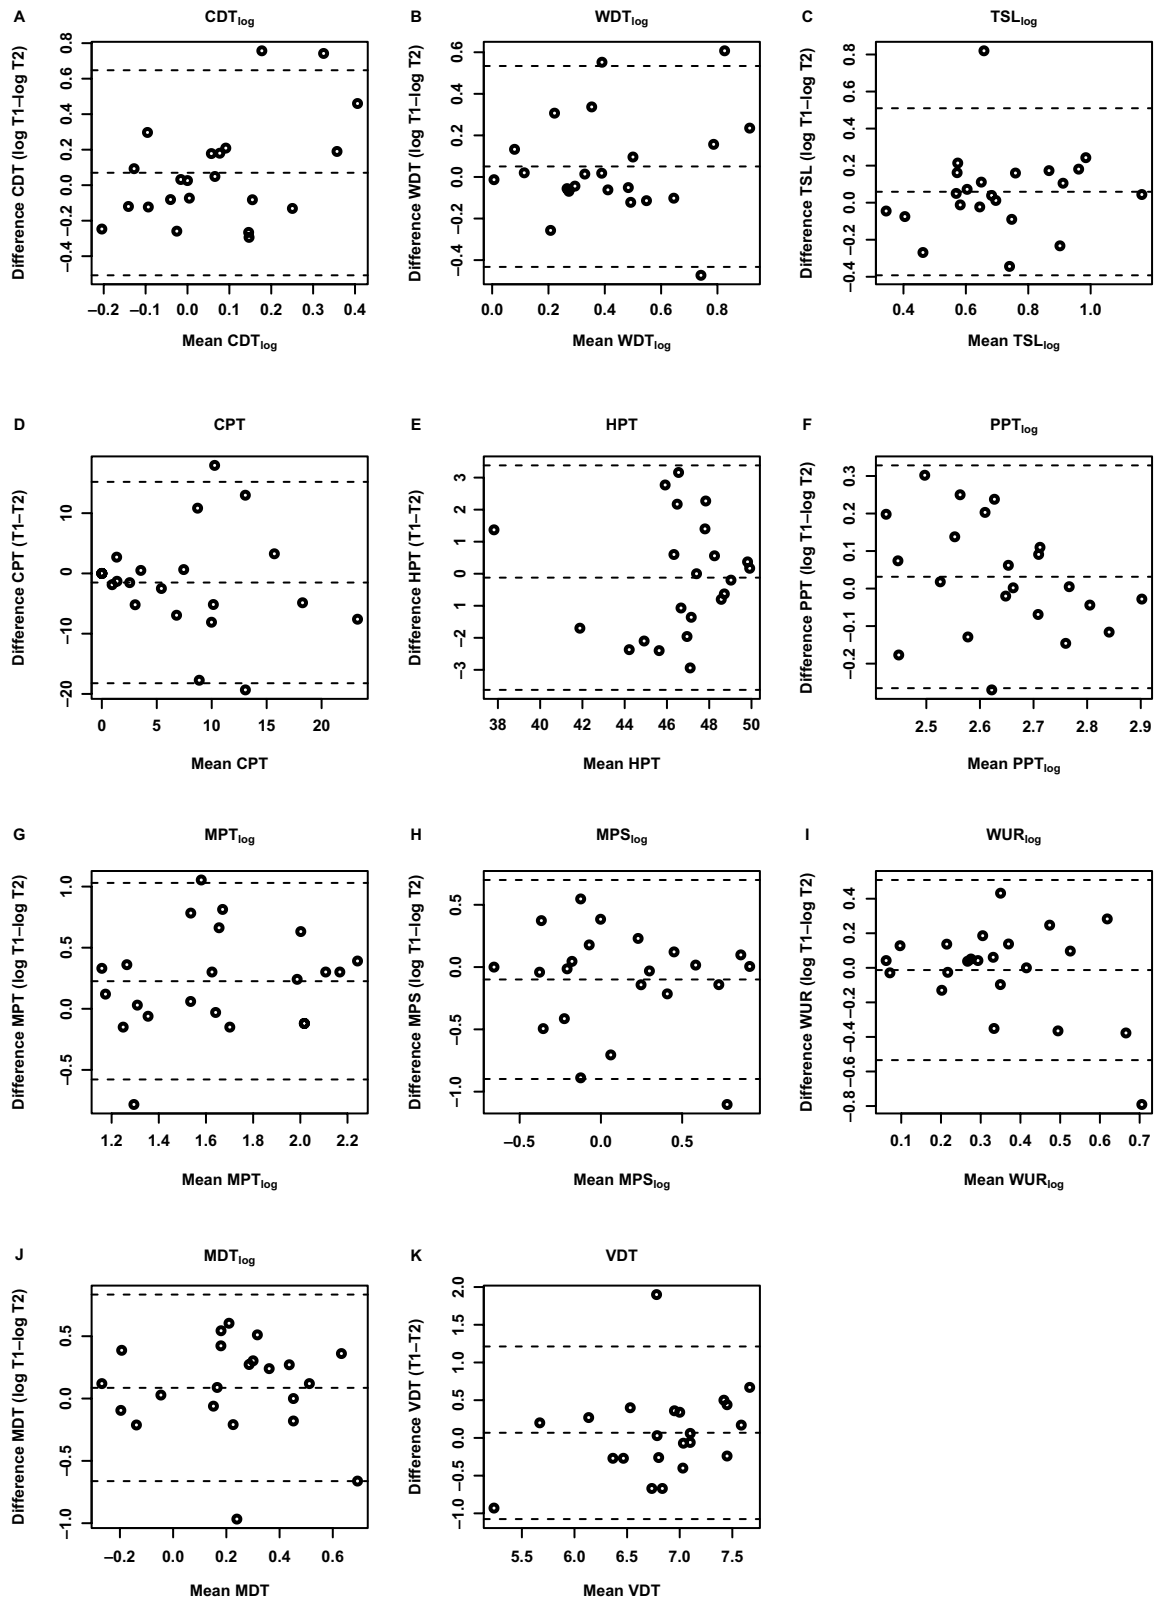 A CDTlog
Difference CDT (log T1–log T2)
0.8
0.6
0.4
0.2
0.0
–0.2
–0.4
–0.2 –0.1 0.0 0.1 0.2 0.3 0.4
Mean CDTlog
B WDTlog
Difference WDT (log T1–log T2)
0.6
0.4
0.2
0.0
–0.2
–0.4
0.0 0.2 0.4 0.6 0.8
Mean WDTlog
C TSLlog
Difference TSL (log T1–log T2)
0.8
0.6
0.4
0.2
0.0
–0.2
–0.4
0.4 0.6 0.8 1.0
Mean TSLlog
D CPT
Difference CPT (T1–T2)
10
0
–10
–20
0 5 10 15 20
Mean CPT
E HPT
Difference HPT (T1–T2)
3
2
1
0
–1
–2
–3
38 40 42 44 46 48 50
Mean HPT
F PPTlog
Difference PPT (log T1–log T2)
0.3
0.2
0.1
0.0
–0.1
–0.2
2.5 2.6 2.7 2.8 2.9
Mean PPTlog
G MPTlog
Difference MPT (log T1–log T2)
1.0
0.5
0.0
–0.5
1.2 1.4 1.6 1.8 2.0 2.2
Mean MPTlog
H MPSlog
Difference MPS (log T1–log T2)
0.5
0.0
–0.5
–1.0
–0.5 0.0 0.5
Mean MPSlog
I WURlog
Difference WUR (log T1–log T2)
0.4
0.2
0.0
–0.2
–0.4
–0.6
–0.8
0.1 0.2 0.3 0.4 0.5 0.6 0.7
Mean WURlog
J MDTlog
Difference MDT (log T1–log T2)
0.5
0.0
–0.5
–1.0
–0.2 0.0 0.2 0.4 0.6
Mean MDT
K VDT
Difference VDT (T1–T2)
2.0
1.5
1.0
0.5
0.0
–0.5
–1.0
5.5 6.0 6.5 7.0 7.5
Mean VDT